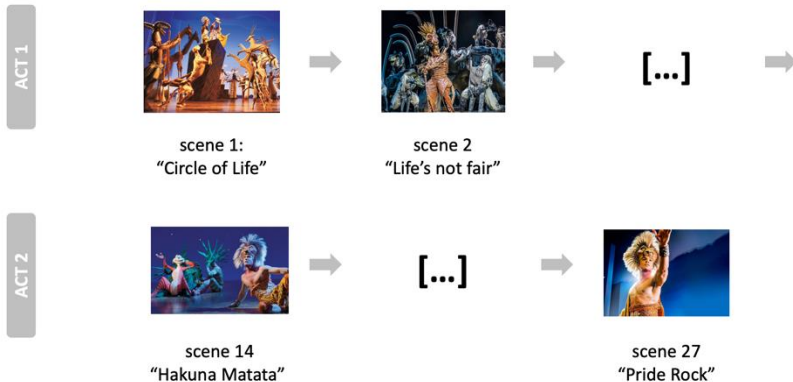 ACT 1
[...]
scene 1:
“Circle of Life”
scene 2
“Life’s not fair”
ACT 2
[...]
scene 14
“Hakuna Matata”
scene 27
“Pride Rock”